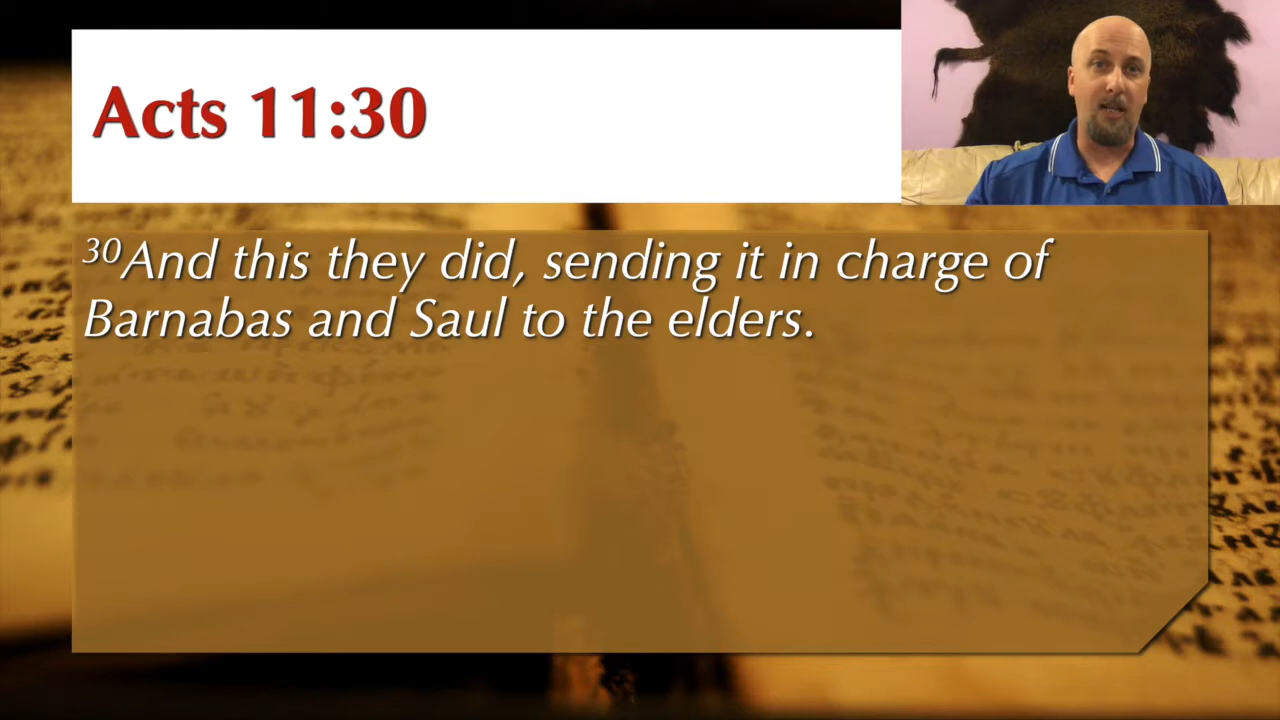 Acts 11:30
30And this they did, sending it in charge of
Barnabas and Saul to the elders.